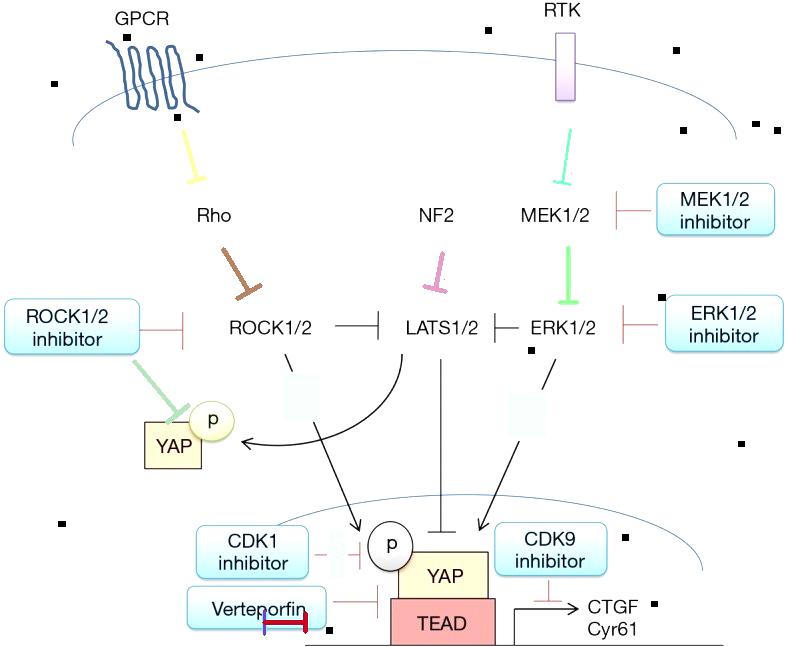 GPCR
RTK
Rho
NF2
MEK1/2
MEK1/2
inhibitor
ROCK1/2
inhibitor
ROCK1/2
LATS1/2
ERK1/2
ERK1/2
inhibitor
p
YAP
CDK1
inhibitor
p
CDK9
inhibitor
YAP
Verteporfin
TEAD
CTGF
Cyr61